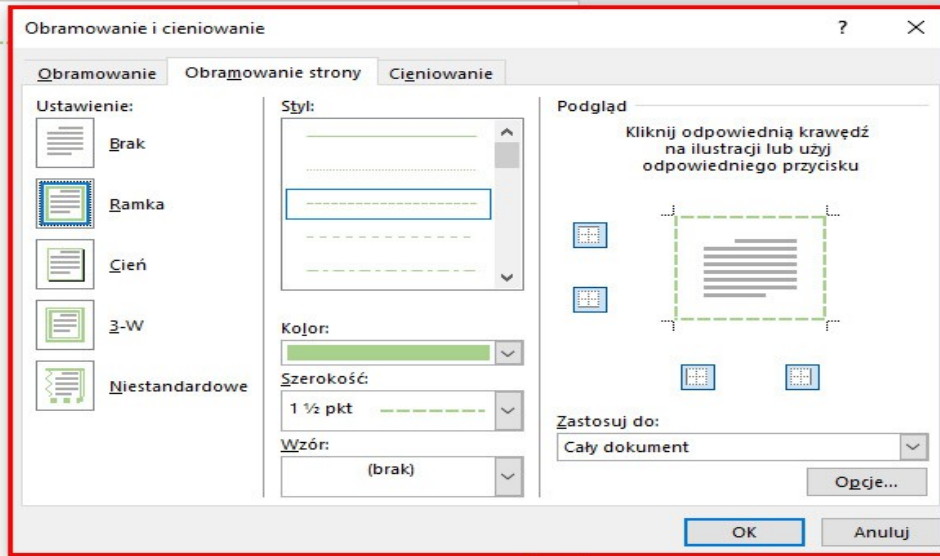 Obramowanie i cieniowanie
?
Obramowanie
Obramowanie strony
Cieniowanie
Ustawienie:
Brak
Ramka
Cień
3-W
Niestandardowe
Styl:
Kolor:
Szerokość:
1 ½ pkt
Wzór:
(brak)
Podgląd
Kliknij odpowiednią krawędź
na ilustracji lub użyj
odpowiedniego przycisku
Zastosuj do:
Cały dokument
Opcje...
OK
Anuluj